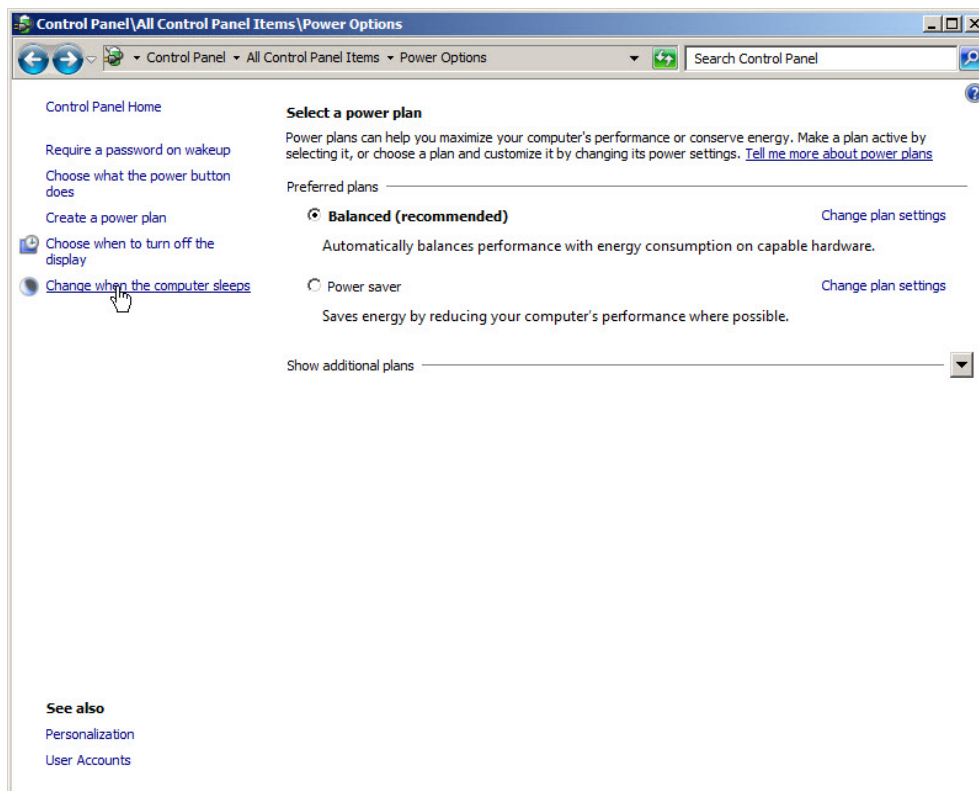 Control Panel\All Control Panel Items\Power Options
Control Panel All Control Panel Items Power Options
Search Control Panel
Control Panel Home
Require a password on wakeup
Choose what the power button
does
Create a power plan
Choose when to turn off the
display
Change when the computer sleeps
Select a power plan
Power plans can help you maximize your computer's performance or conserve energy. Make a plan active by
selecting it, or choose a plan and customize it by changing its power settings. Tell me more about power plans
Preferred plans
Balanced (recommended) Change plan settings
Automatically balances performance with energy consumption on capable hardware.
Power saver Change plan settings
Saves energy by reducing your computer's performance where possible.
Show additional plans
See also
Personalization
User Accounts